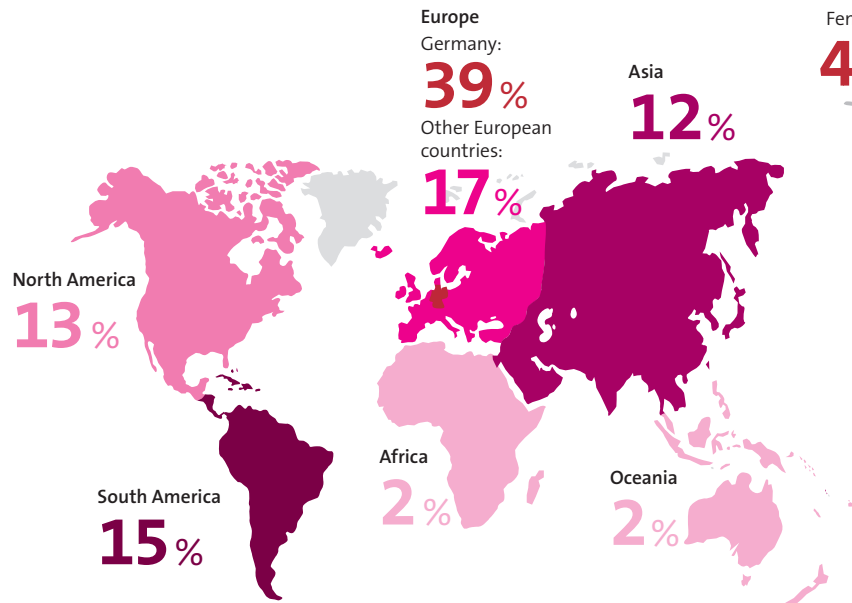 Europe
Germany:
39 %
Other European
countries:
17 %
Asia
12 %
North America
13 %
South America
15 %
Africa
2 %
Oceania
2 %